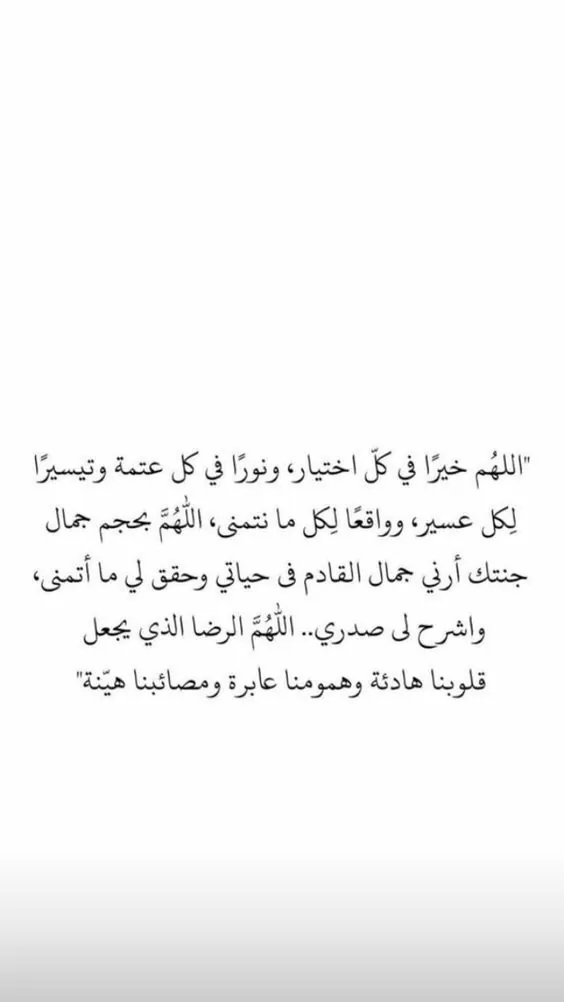 "اللهُم خيرًا في كلّ اختيار، ونورًا في كل عتمة وتيسيرًا
لِكل عسير، وواقعًا لِكل ما نتمنى، اللّٰهُمَّ بحجم جمال
جنتك أرني جمال القادم فى حياتي وحقق لي ما أتمنى،
واشرح لى صدري.. اللّٰهُمَّ الرضا الذي يجعل
قلوبنا هادئة وهمومنا عابرة ومصائبنا هيّنة"